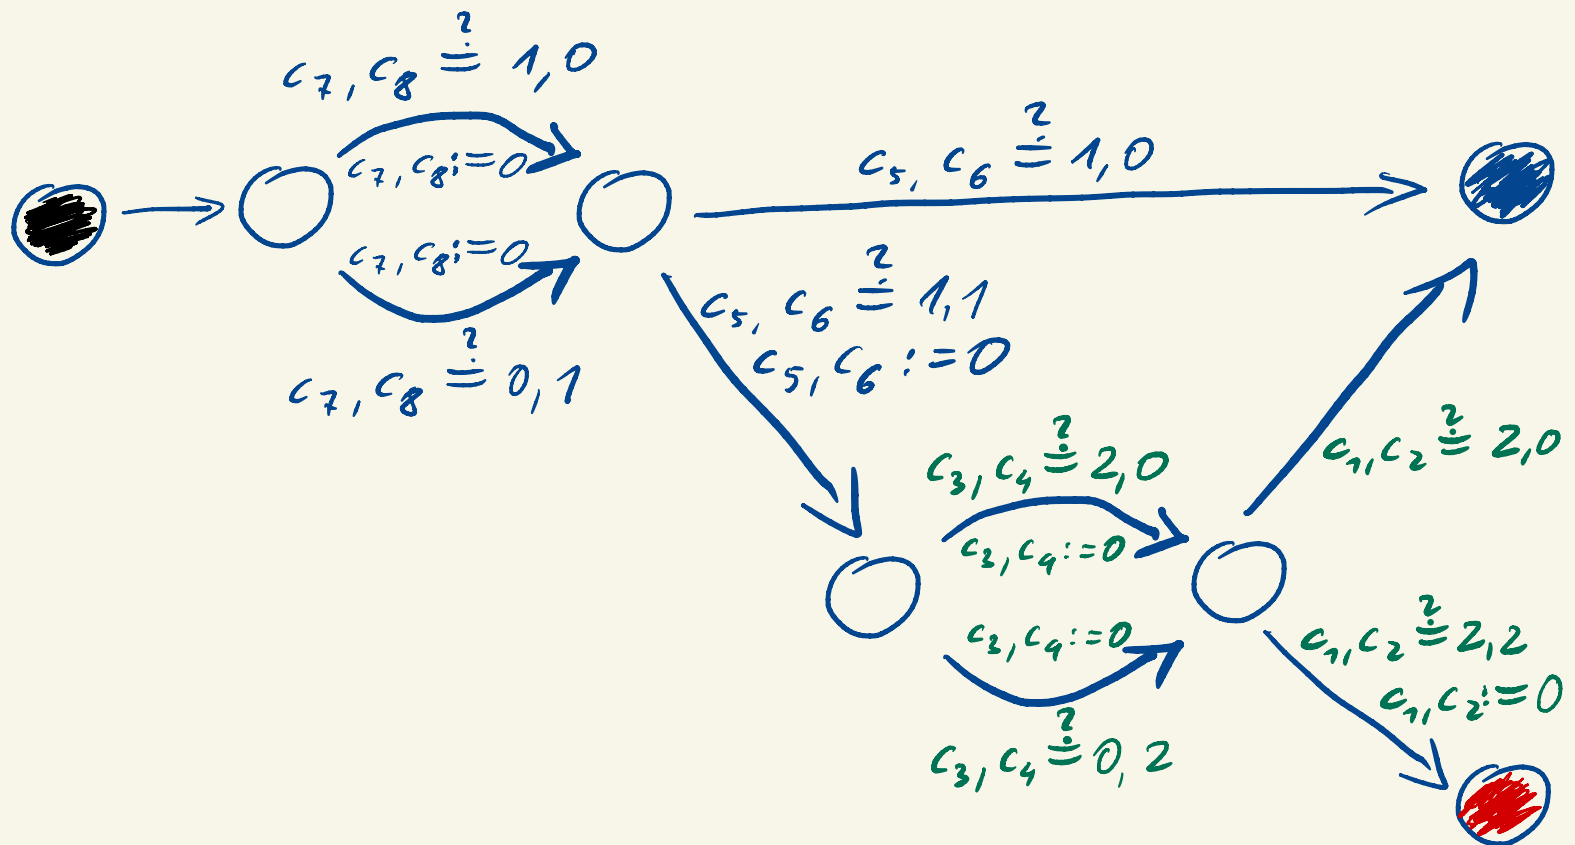 c₇, c₈ ≟ 1,0
c₇, c₈ := 0
c₇, c₈ := 0
c₇, c₈ ≟ 0,1
c₅, c₆ ≟ 1,0
c₅, c₆ ≟ 1,1
c₅, c₆ := 0
c₃, c₄ ≟ 2,0
c₃, c₄ := 0
c₃, c₄ := 0
c₃, c₄ ≟ 0,2
c₁, c₂ ≟ 2,0
c₁, c₂ ≟ 2,2
c₁, c₂ := 0